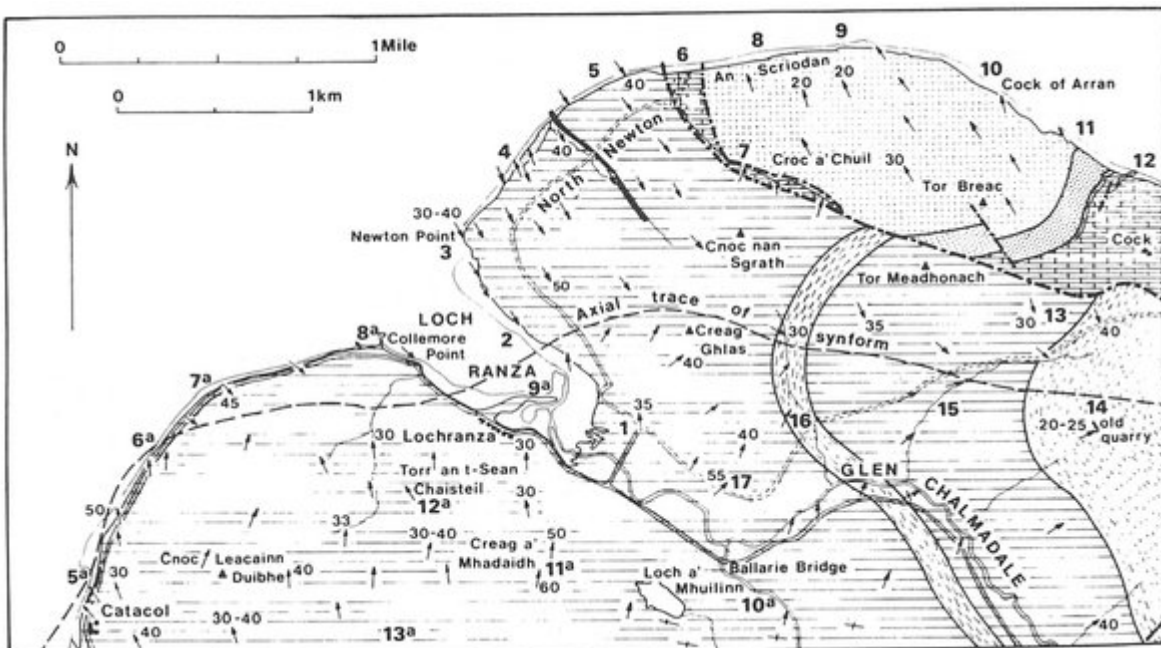 0 1Mile
0 1km
N
9
8
6
5
An Scriodan
10
Cock of Arran
40
20
20
11
North Newton
4
40
7
12
Croc a'Chuil
30
Tor Breac
30-40
Newton Point
Cnoc nan
Sgrath
Cock
3
Tor Meadhonach
50
Axial trace of synform
LOCH
RANZA
2
8a
Collemore
Point
Creag
Ghlas
40
30
35
30
13
40
7a
45
9a
6a
35
1
16
15
14
20-25
old
quarry
30
Lochranza
30
40
Torr an t-Sean
Chaisteil
12a
55
17
GLEN CHALMADALE
50
33
30
30-40
Creag a'
Mhadaidh
50
11a
60
Cnoc Leacainn
Duibhe
40
5a
30
Ballarie Bridge
Loch a'
Mhuilinn
10a
Catacol
30-40
40
13a
40